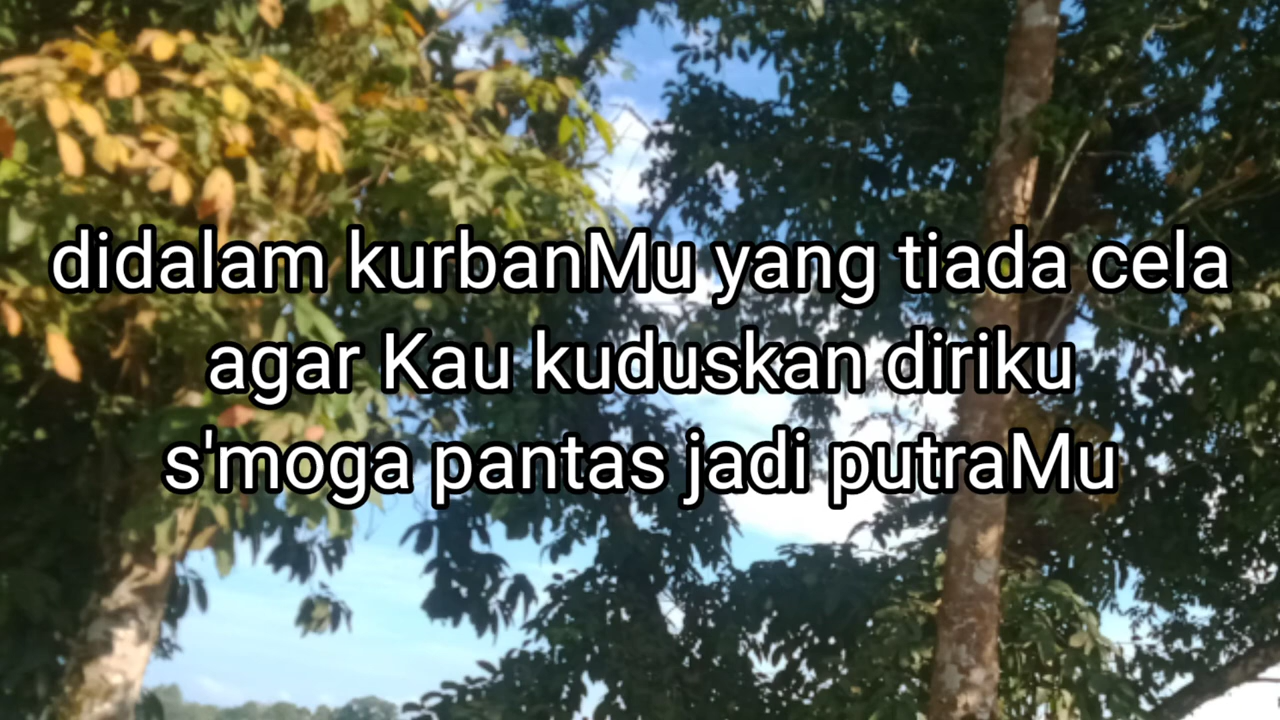 didalam kurbanMu yang tiada cela
agar Kau kuduskan diriku
s'moga pantas jadi putraMu